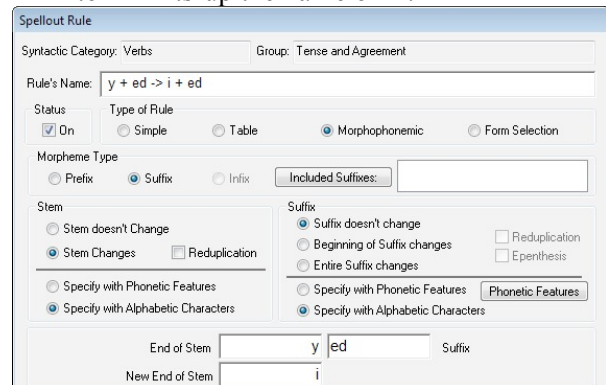 Spellout Rule
Syntactic Category: Verbs Group: Tense and Agreement
Rule's Name: y + ed -> i + ed
Status Type of Rule
On Simple Table Morphophonemic Form Selection
Morpheme Type
Prefix Suffix Infix Included Suffixes:
Stem Suffix
Stem doesn't Change Suffix doesn't change
Stem Changes Reduplication Beginning of Suffix changes Reduplication
Entire Suffix changes Epenthesis
Specify with Phonetic Features Specify with Phonetic Features Phonetic Features
Specify with Alphabetic Characters Specify with Alphabetic Characters
End of Stem y ed Suffix
New End of Stem i